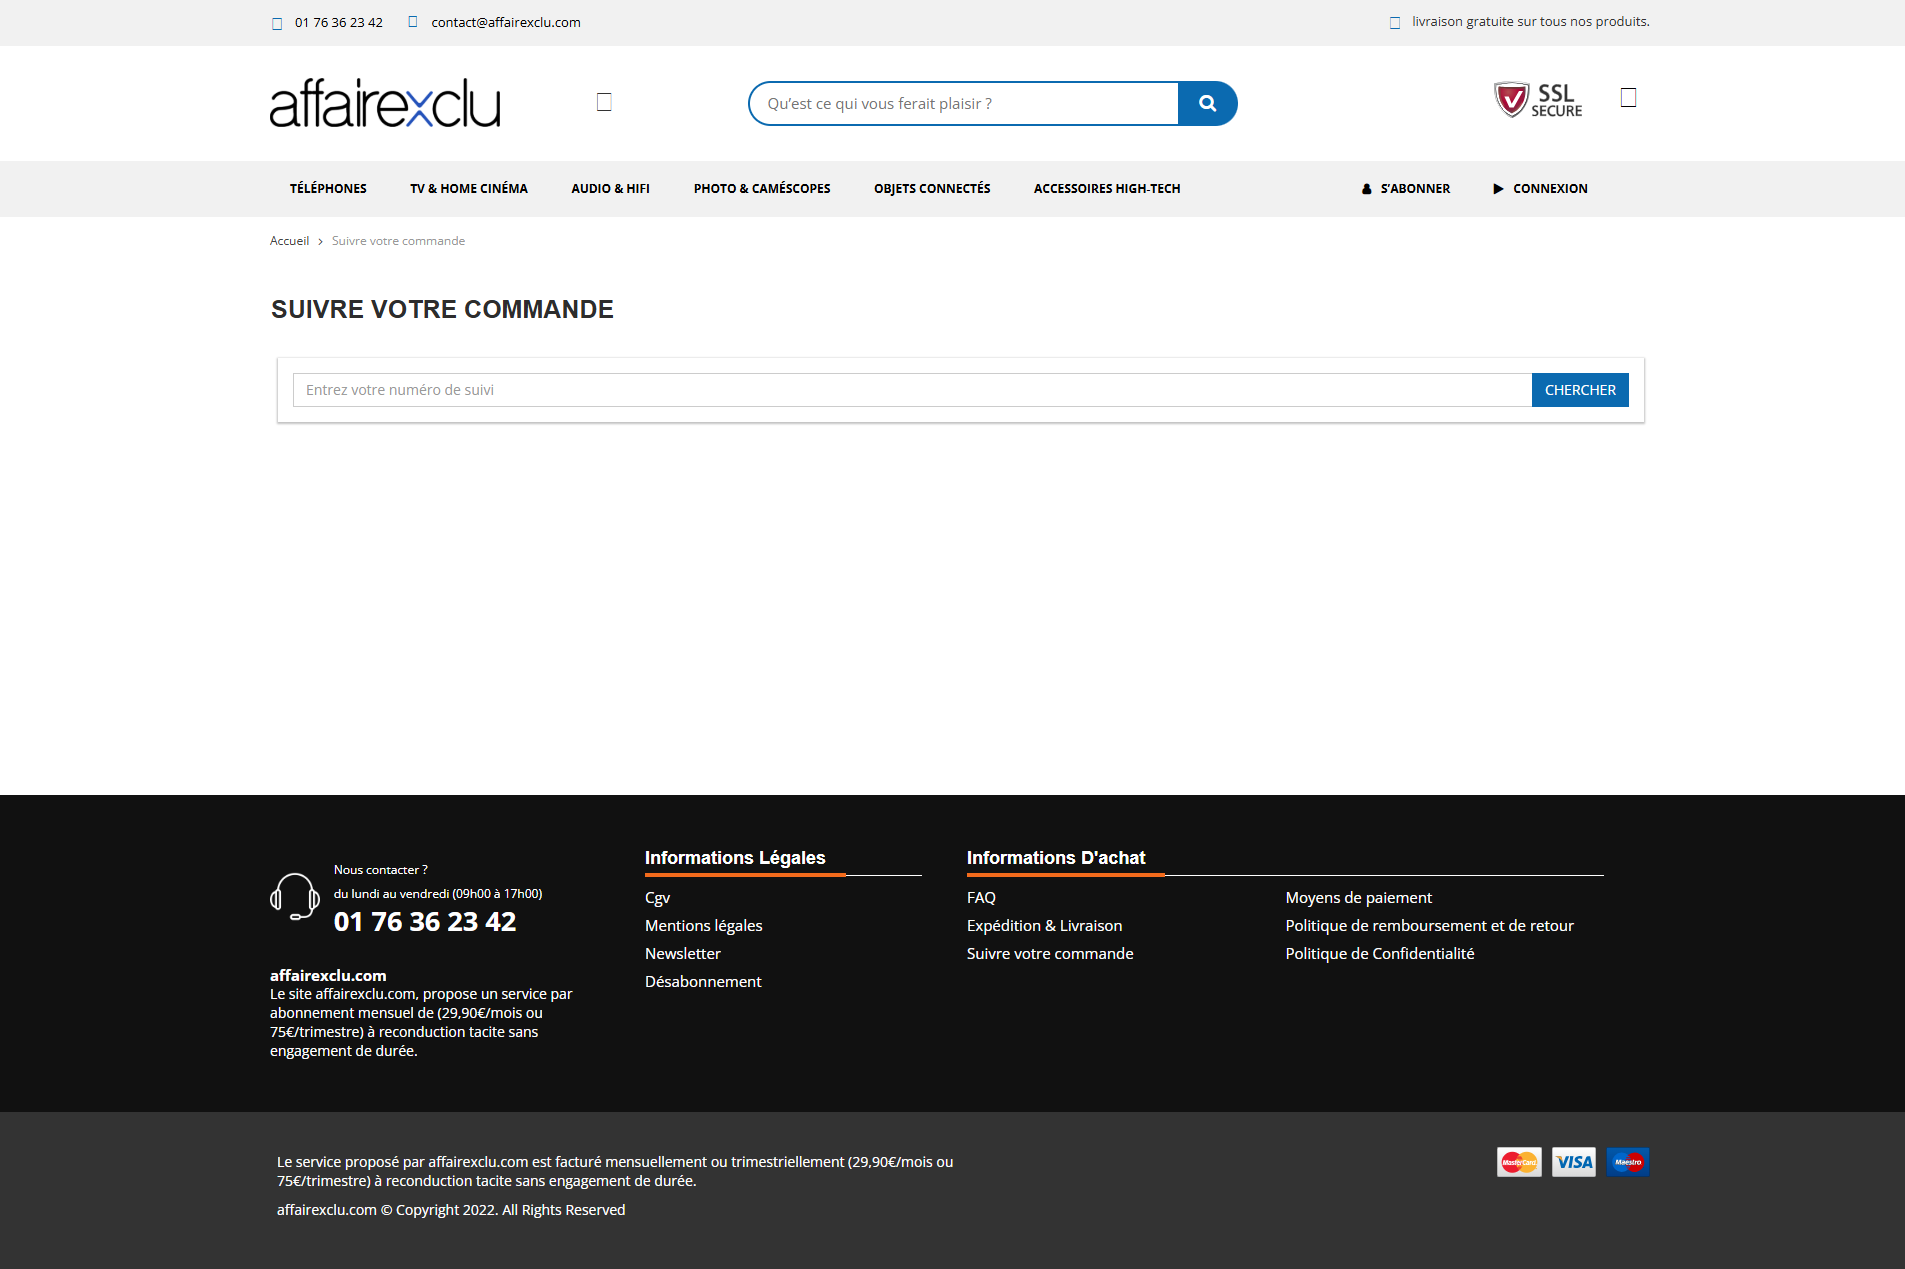 01 76 36 23 42 contact@affairexclu.com livraison gratuite sur tous nos produits.
affairexclu
Qu’est ce qui vous ferait plaisir ?
SSL
SECURE
TÉLÉPHONES TV & HOME CINÉMA AUDIO & HIFI PHOTO & CAMÉSCOPES OBJETS CONNECTÉS ACCESSOIRES HIGH-TECH S’ABONNER CONNEXION
Accueil > Suivre votre commande
SUIVRE VOTRE COMMANDE
Entrez votre numéro de suivi CHERCHER
Nous contacter ?
du lundi au vendredi (09h00 à 17h00)
01 76 36 23 42
affairexclu.com
Le site affairexclu.com, propose un service par
abonnement mensuel de (29,90€/mois ou
75€/trimestre) à reconduction tacite sans
engagement de durée.
Informations Légales
Cgv
Mentions légales
Newsletter
Désabonnement
Informations D'achat
FAQ
Expédition & Livraison
Suivre votre commande
Moyens de paiement
Politique de remboursement et de retour
Politique de Confidentialité
Le service proposé par affairexclu.com est facturé mensuellement ou trimestriellement (29,90€/mois ou
75€/trimestre) à reconduction tacite sans engagement de durée.
affairexclu.com © Copyright 2022. All Rights Reserved
MasterCard VISA Maestro